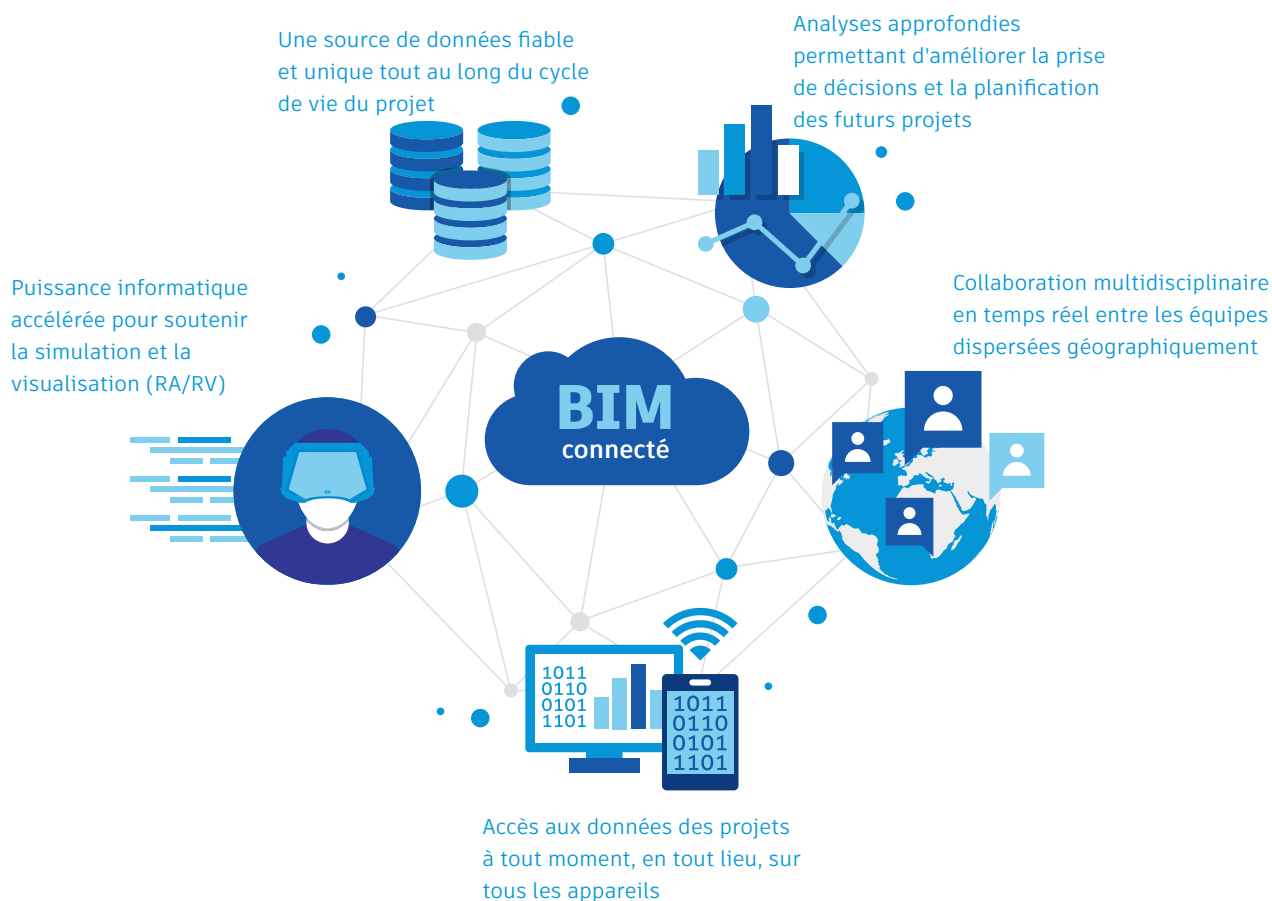 Une source de données fiable
et unique tout au long du cycle
de vie du projet
Analyses approfondies
permettant d'améliorer la prise
de décisions et la planification
des futurs projets
Puissance informatique
accélérée pour soutenir
la simulation et la
visualisation (RA/RV)
Collaboration multidisciplinaire
en temps réel entre les équipes
dispersées géographiquement
BIM
connecté
1011
0110
0101
1101
1011
0110
0101
1101
Accès aux données des projets
à tout moment, en tout lieu, sur
tous les appareils